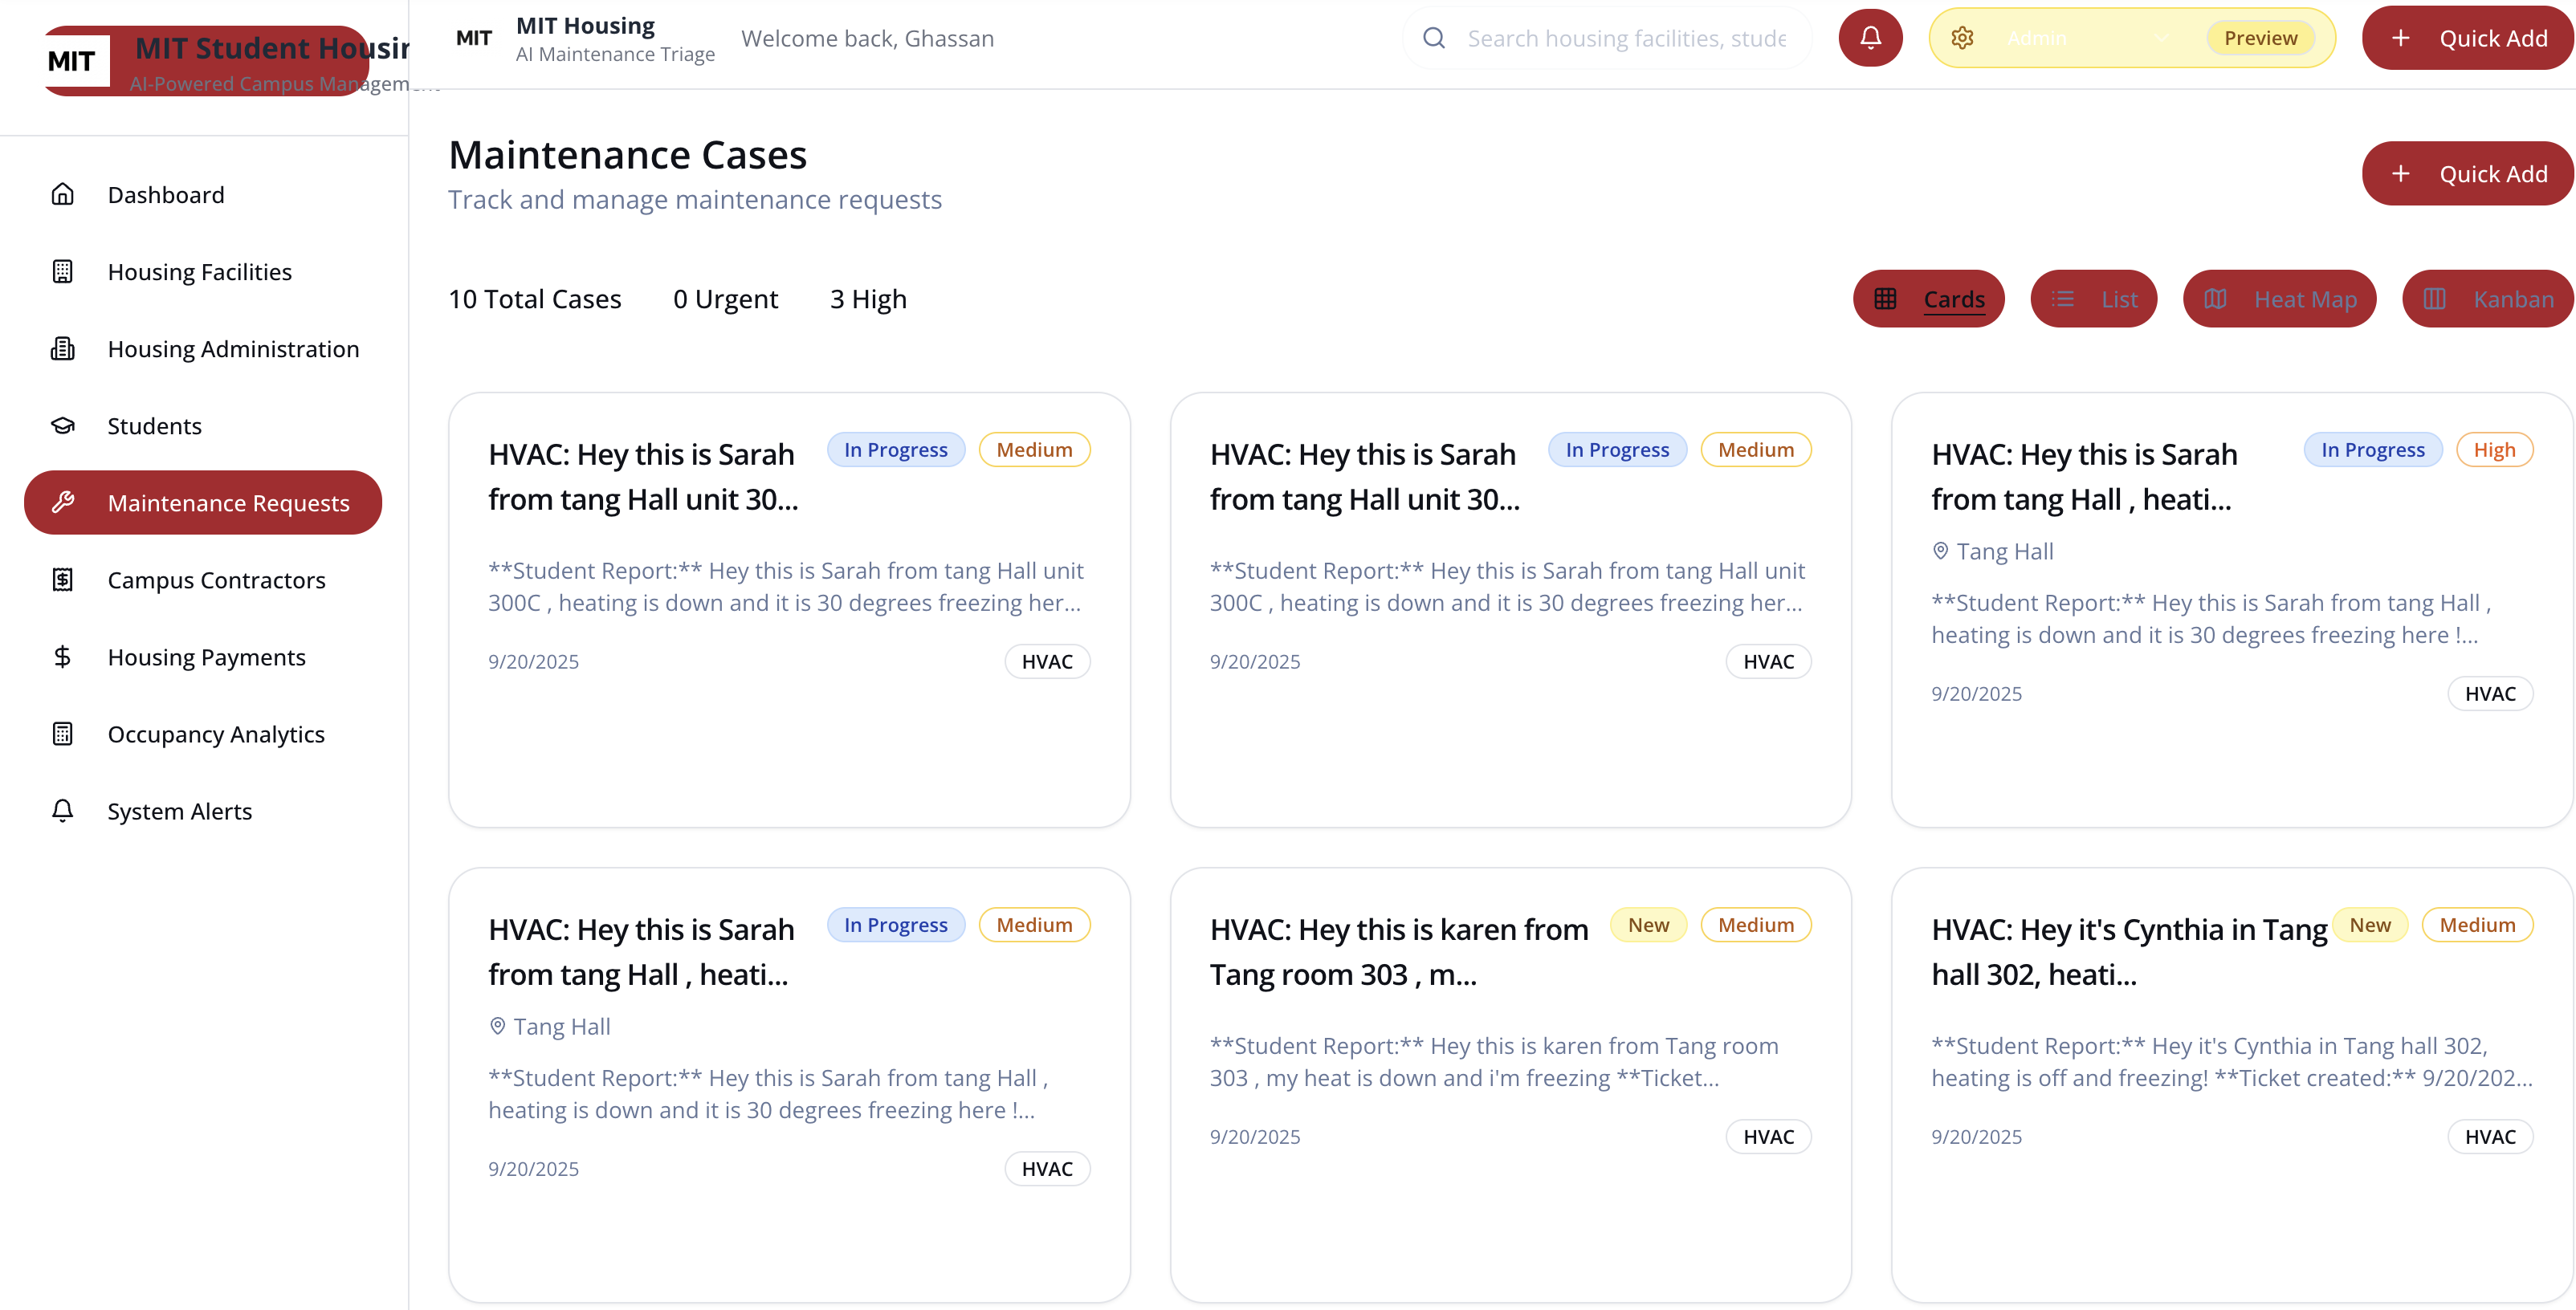 MIT
MIT Student Housin
AI-Powered Campus Managem
MIT
MIT Housing
AI Maintenance Triage
Welcome back, Ghassan
Search housing facilities, stude
Admin
Preview
Quick Add
Dashboard
Housing Facilities
Housing Administration
Students
Maintenance Requests
Campus Contractors
Housing Payments
Occupancy Analytics
System Alerts
Maintenance Cases
Track and manage maintenance requests
Quick Add
10 Total Cases
0 Urgent
3 High
Cards
List
Heat Map
Kanban
HVAC: Hey this is Sarah
from tang Hall unit 30...
In Progress
Medium
**Student Report:** Hey this is Sarah from tang Hall unit
300C , heating is down and it is 30 degrees freezing her...
9/20/2025
HVAC
HVAC: Hey this is Sarah
from tang Hall unit 30...
In Progress
Medium
**Student Report:** Hey this is Sarah from tang Hall unit
300C , heating is down and it is 30 degrees freezing her...
9/20/2025
HVAC
HVAC: Hey this is Sarah
from tang Hall , heati...
In Progress
High
Tang Hall
**Student Report:** Hey this is Sarah from tang Hall ,
heating is down and it is 30 degrees freezing here !...
9/20/2025
HVAC
HVAC: Hey this is Sarah
from tang Hall , heati...
In Progress
Medium
Tang Hall
**Student Report:** Hey this is Sarah from tang Hall ,
heating is down and it is 30 degrees freezing here !...
9/20/2025
HVAC
HVAC: Hey this is karen from
Tang room 303 , m...
New
Medium
**Student Report:** Hey this is karen from Tang room
303 , my heat is down and i'm freezing **Ticket...
9/20/2025
HVAC
HVAC: Hey it's Cynthia in Tang
hall 302, heati...
New
Medium
**Student Report:** Hey it's Cynthia in Tang hall 302,
heating is off and freezing! **Ticket created:** 9/20/202...
9/20/2025
HVAC